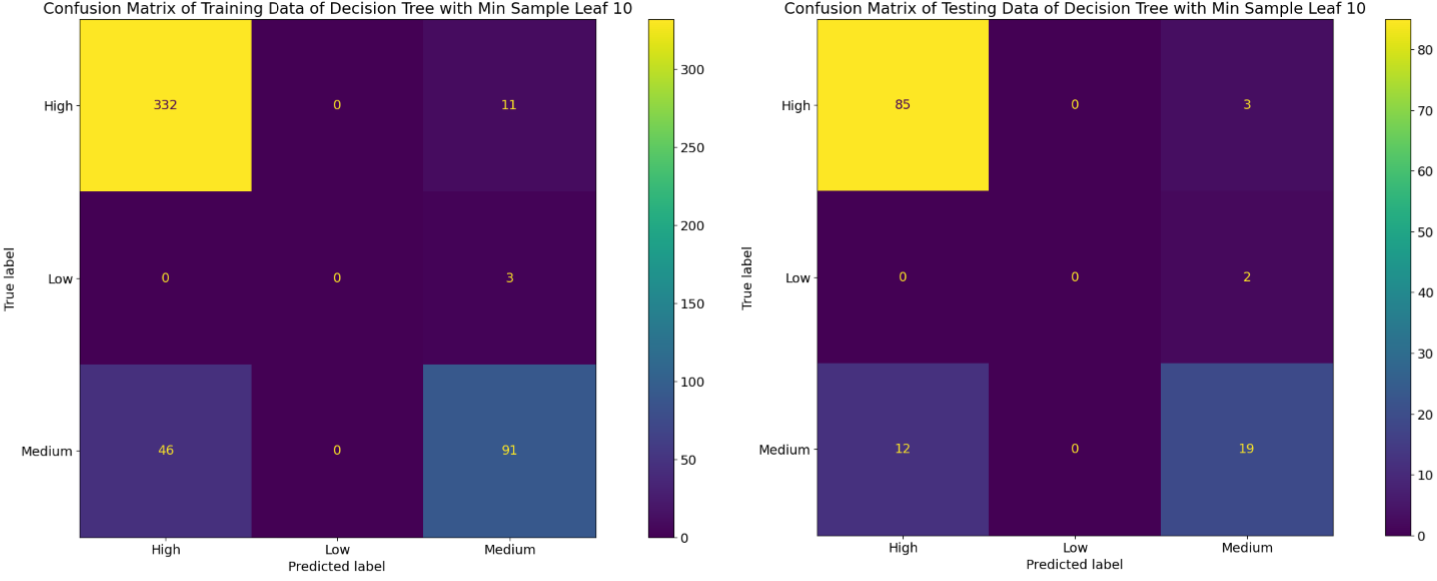 Confusion Matrix of Training Data of Decision Tree with Min Sample Leaf 10
True label
High
332
0
11
Low
0
0
3
Medium
46
0
91
High
Low
Medium
Predicted label
300
250
200
150
100
50
0
Confusion Matrix of Testing Data of Decision Tree with Min Sample Leaf 10
True label
High
85
0
3
Low
0
0
2
Medium
12
0
19
High
Low
Medium
Predicted label
80
70
60
50
40
30
20
10
0